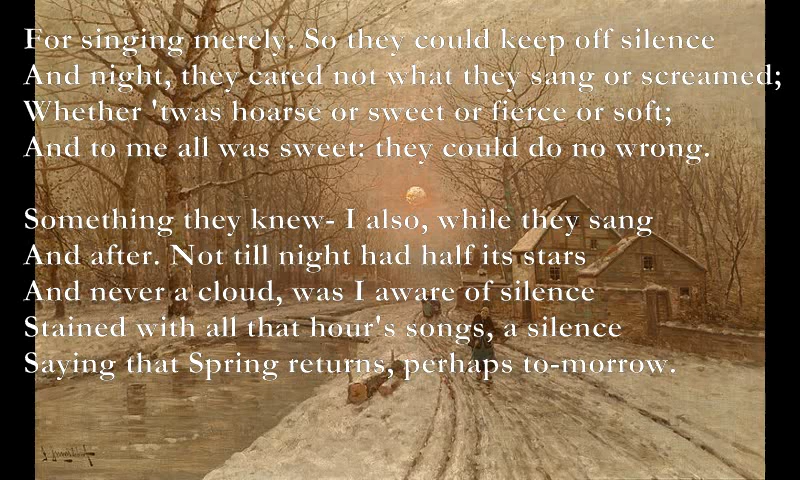 For singing merely. So they could keep off silence
And night, they cared not what they sang or screamed;
Whether 'twas hoarse or sweet or fierce or soft;
And to me all was sweet: they could do no wrong.
Something they knew- I also, while they sang
And after. Not till night had half its stars
And never a cloud, was I aware of silence
Stained with all that hour's songs, a silence
Saying that Spring returns, perhaps to-morrow.